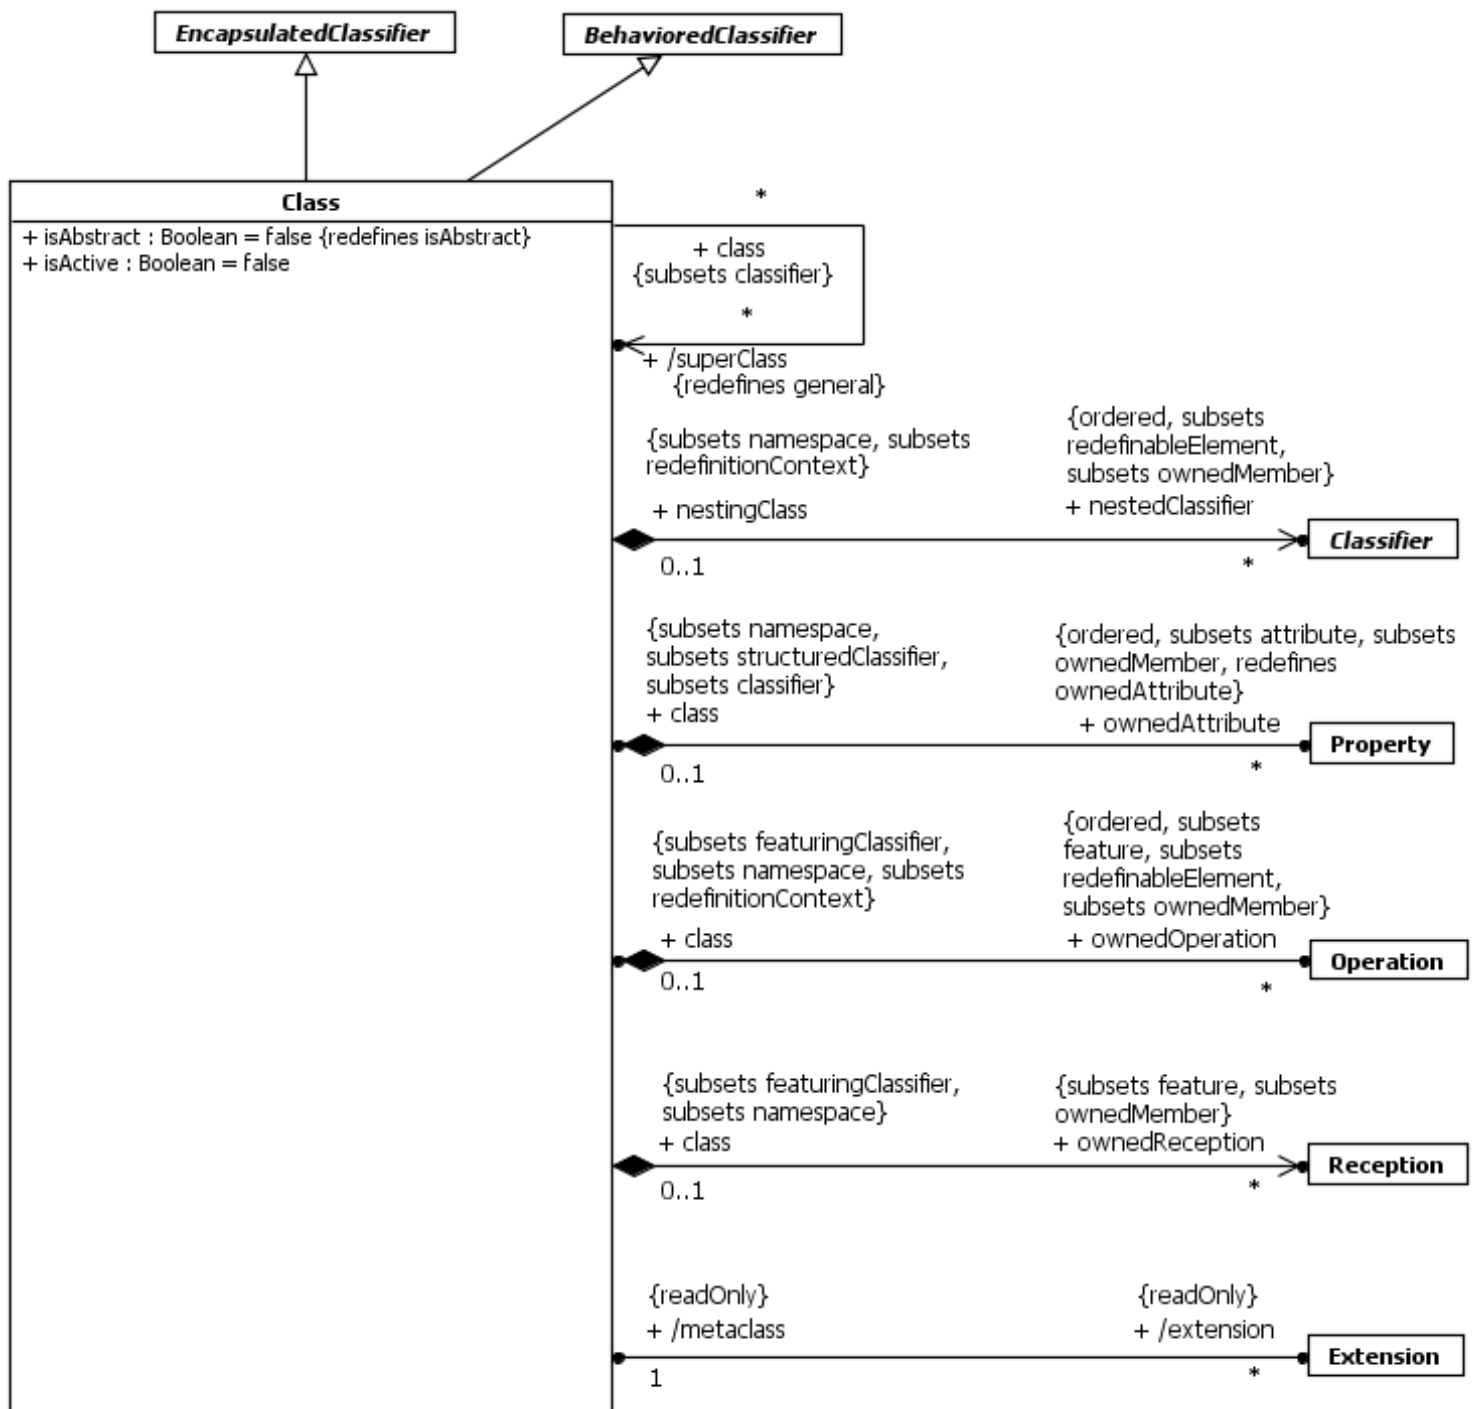 EncapsulatedClassifier
BehavioredClassifier
Class
+ isAbstract : Boolean = false {redefines isAbstract}
+ isActive : Boolean = false
*
+ class
{subsets classifier}
*
+ /superClass
{redefines general}
{subsets namespace, subsets
redefinitionContext}
+ nestingClass
0..1
{ordered, subsets
redefinableElement,
subsets ownedMember}
+ nestedClassifier
*
Classifier
{subsets namespace,
subsets structuredClassifier,
subsets classifier}
+ class
0..1
{ordered, subsets attribute, subsets
ownedMember, redefines
ownedAttribute}
+ ownedAttribute
*
Property
{subsets featuringClassifier,
subsets namespace, subsets
redefinitionContext}
+ class
0..1
{ordered, subsets
feature, subsets
redefinableElement,
subsets ownedMember}
+ ownedOperation
*
Operation
{subsets featuringClassifier,
subsets namespace}
+ class
0..1
{subsets feature, subsets
ownedMember}
+ ownedReception
*
Reception
{readOnly}
+ /metaclass
1
{readOnly}
+ /extension
*
Extension